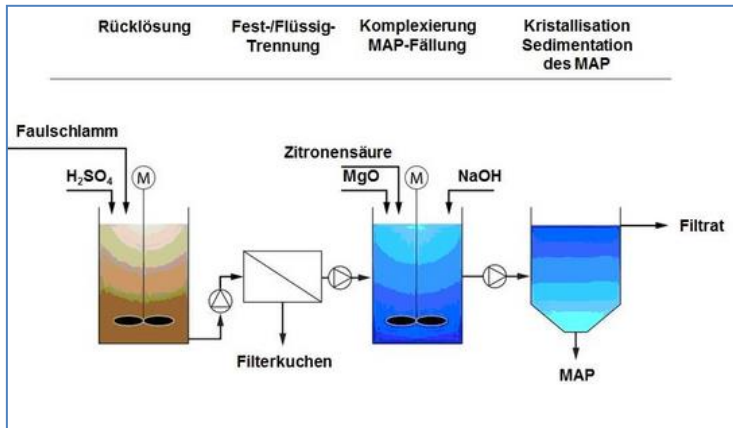 Rücklösung
Fest-/Flüssig-
Trennung
Komplexierung
MAP-Fällung
Kristallisation
Sedimentation
des MAP
Faulschlamm
H₂SO₄
M
Zitronensäure
MgO
M
NaOH
Filtrat
Filterkuchen
MAP